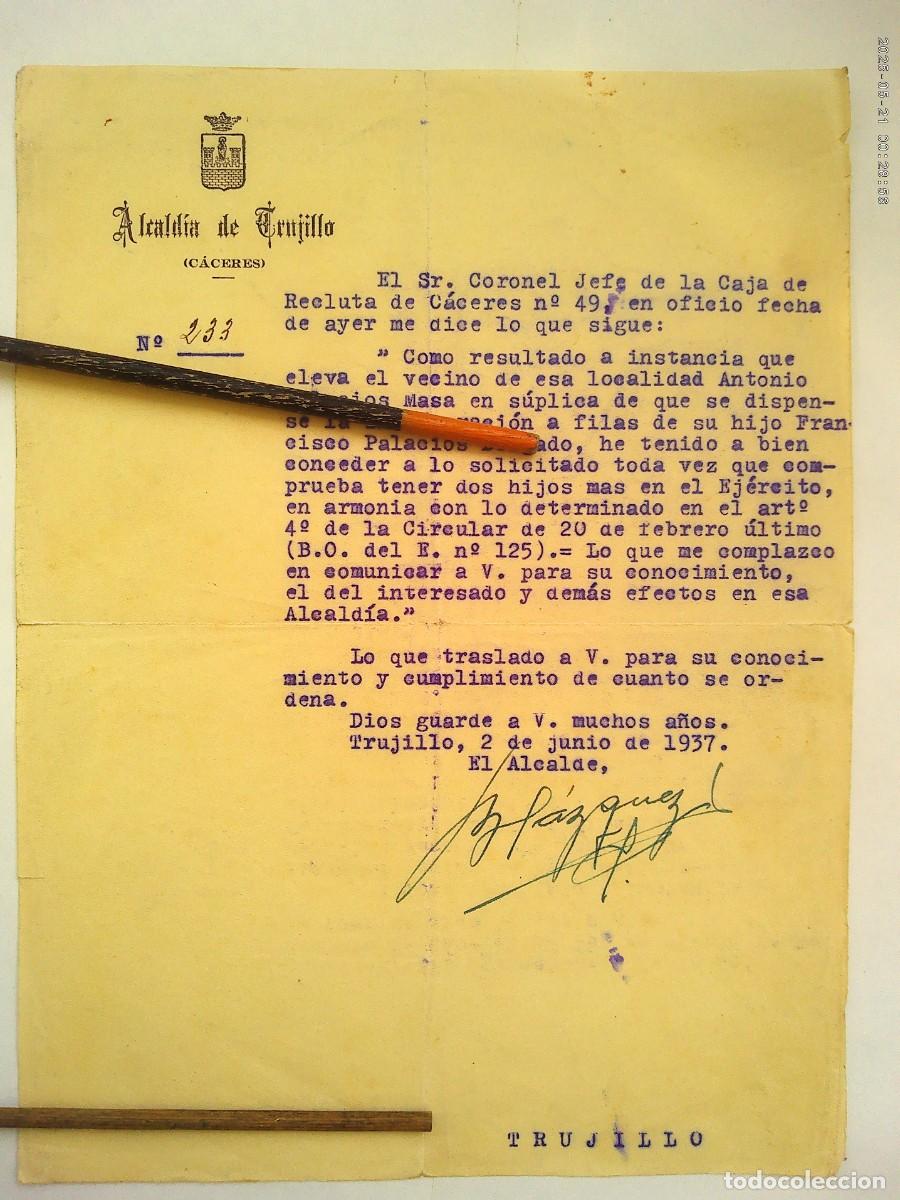 2025-05-21 00:28:58
Alcaldía de Trujillo
(CÁCERES)
Nº 233
El Sr. Coronel Jefe de la Caja de
Recluta de Cáceres nº 49, en oficio fecha
de ayer me dice lo que sigue:
" Como resultado a instancia que
eleva el vecino de esa localidad Antonio
Masa en súplica de que se dispen-
se la a filas de su hijo Fran-
cisco Palacios he tenido a bien
conceder a lo solicitado toda vez que com-
prueba tener dos hijos mas en el Ejército,
en armonia con lo determinado en el artº
4º de la Circular de 20 de febrero último
(B.O. del E. nº 125).= Lo que me complazco
en comunicar a V. para su conocimiento,
el del interesado y demás efectos en esa
Alcaldía."
Lo que traslado a V. para su conoci-
miento y cumplimiento de cuanto se or-
dena.
Dios guarde a V. muchos años.
Trujillo, 2 de junio de 1937.
El Alcalde,
Blázquez
TRUJILLO
todocoleccion